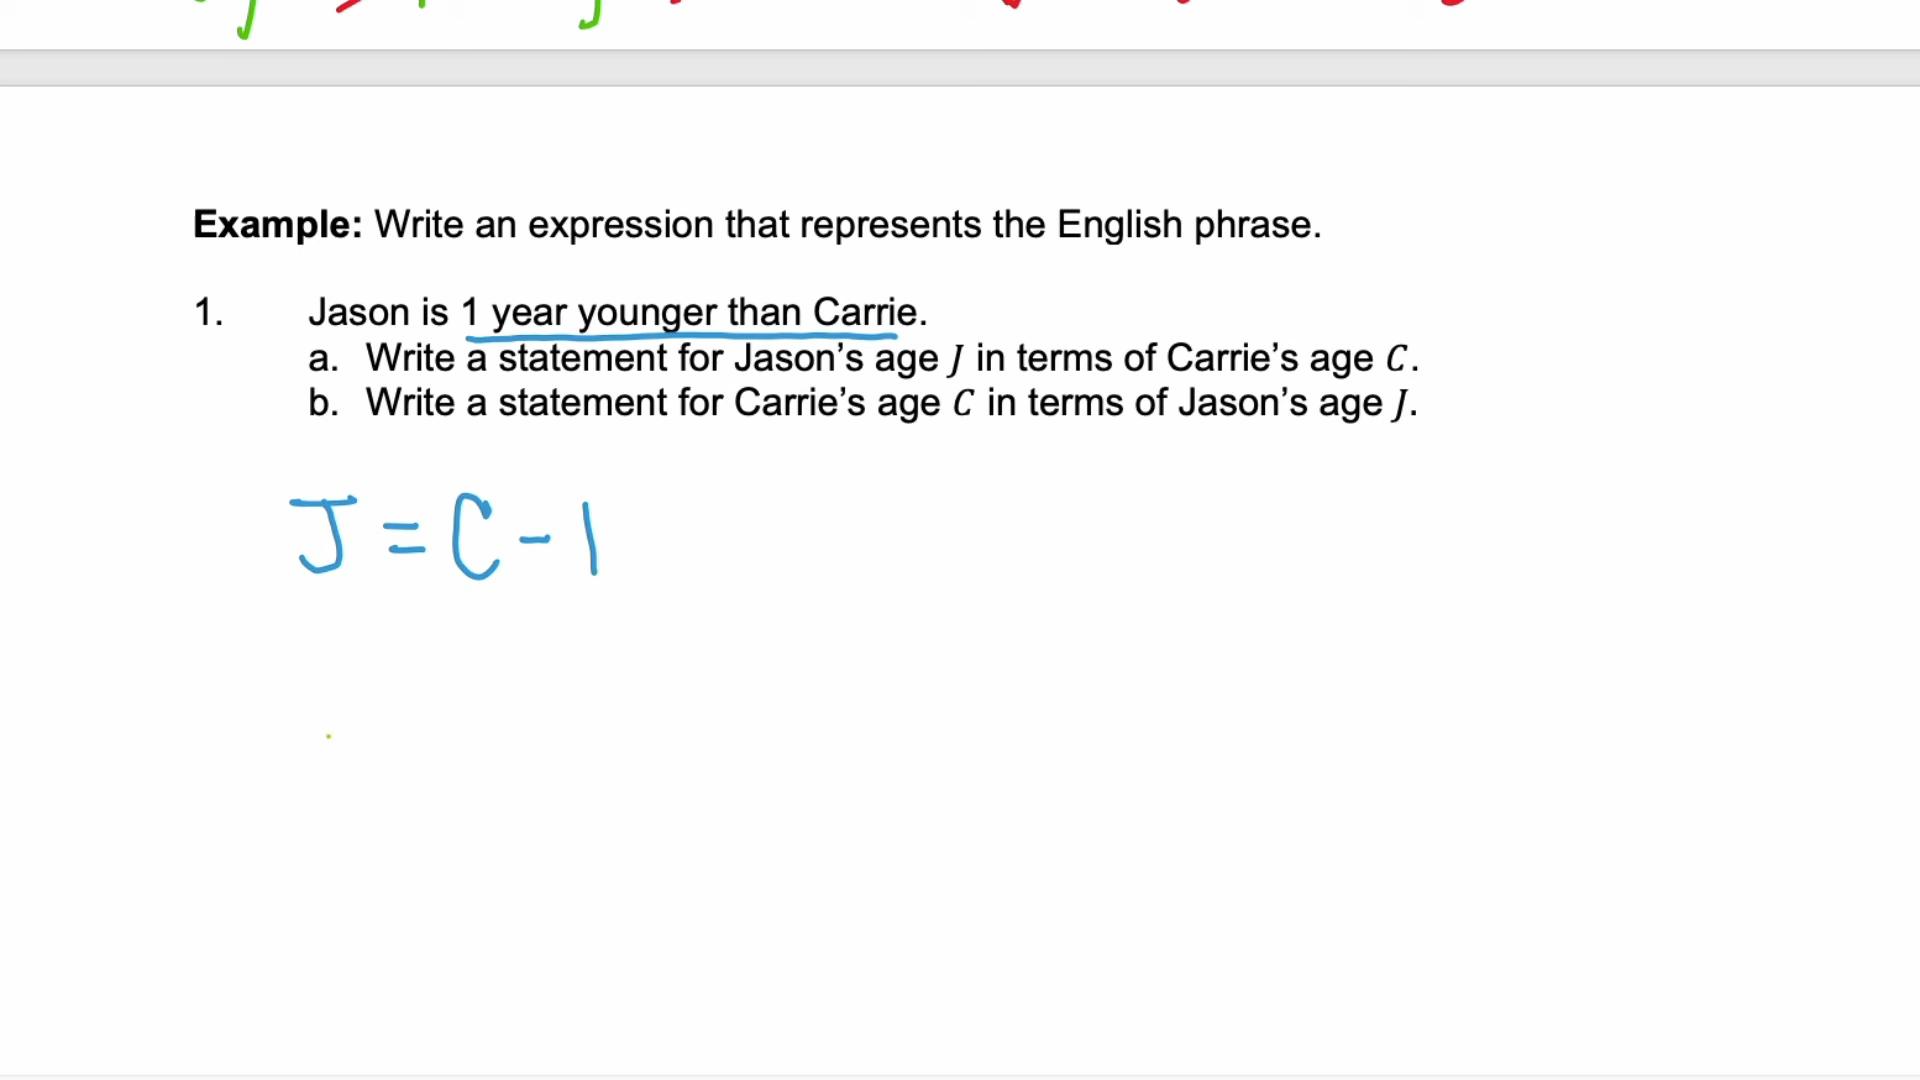 Example: Write an expression that represents the English phrase.
1. Jason is 1 year younger than Carrie.
a. Write a statement for Jason’s age J in terms of Carrie’s age C.
b. Write a statement for Carrie’s age C in terms of Jason’s age J.
J = C - 1